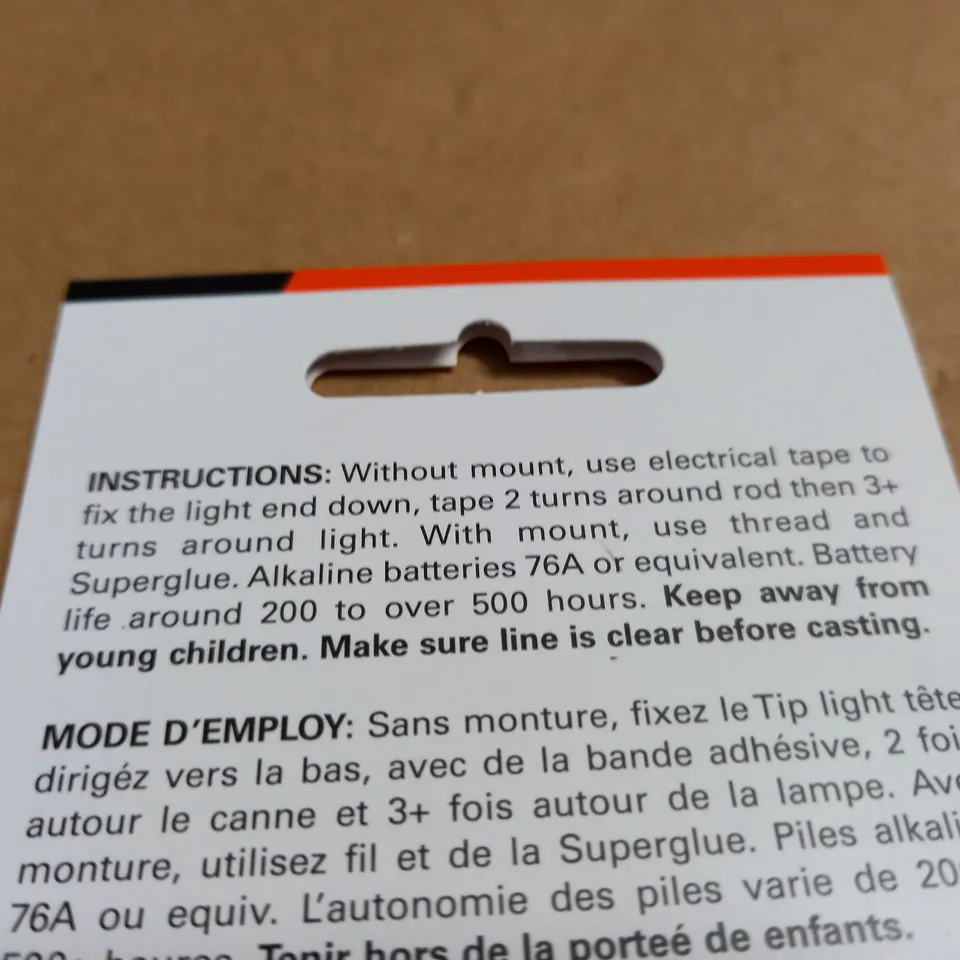 INSTRUCTIONS: Without mount, use electrical tape to
fix the light end down, tape 2 turns around rod then 3+
turns around light. With mount, use thread and
Superglue. Alkaline batteries 76A or equivalent. Battery
life around 200 to over 500 hours. Keep away from
young children. Make sure line is clear before casting.
MODE D'EMPLOY: Sans monture, fixez le Tip light tête
dirigéz vers la bas, avec de la bande adhésive, 2 foi
autour le canne et 3+ fois autour de la lampe. Ave
monture, utilisez fil et de la Superglue. Piles alkali
76A ou equiv. L'autonomie des piles varie de 20
heures. Tenir hors de la porteé de enfants.